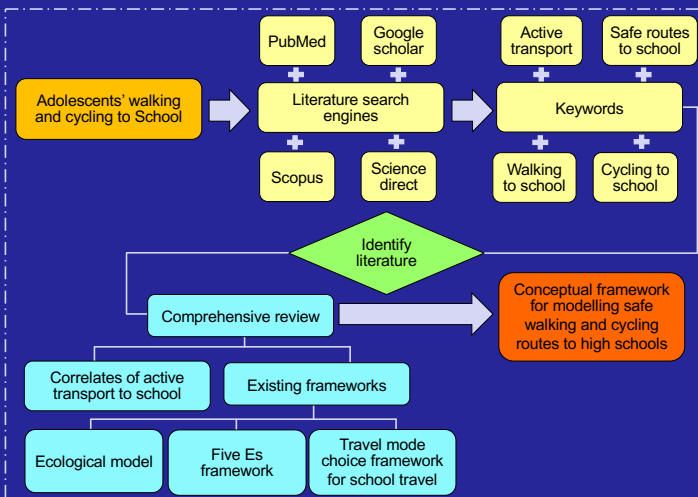 PubMed
Google
scholar
Active
transport
Safe routes
to school
Adolescents' walking
and cycling to School
Literature search
engines
Keywords
Scopus
Science
direct
Walking
to school
Cycling to
school
Identify
literature
Comprehensive review
Conceptual framework
for modelling safe
walking and cycling
routes to high schools
Correlates of active
transport to school
Existing frameworks
Ecological model
Five Es
framework
Travel mode
choice framework
for school travel